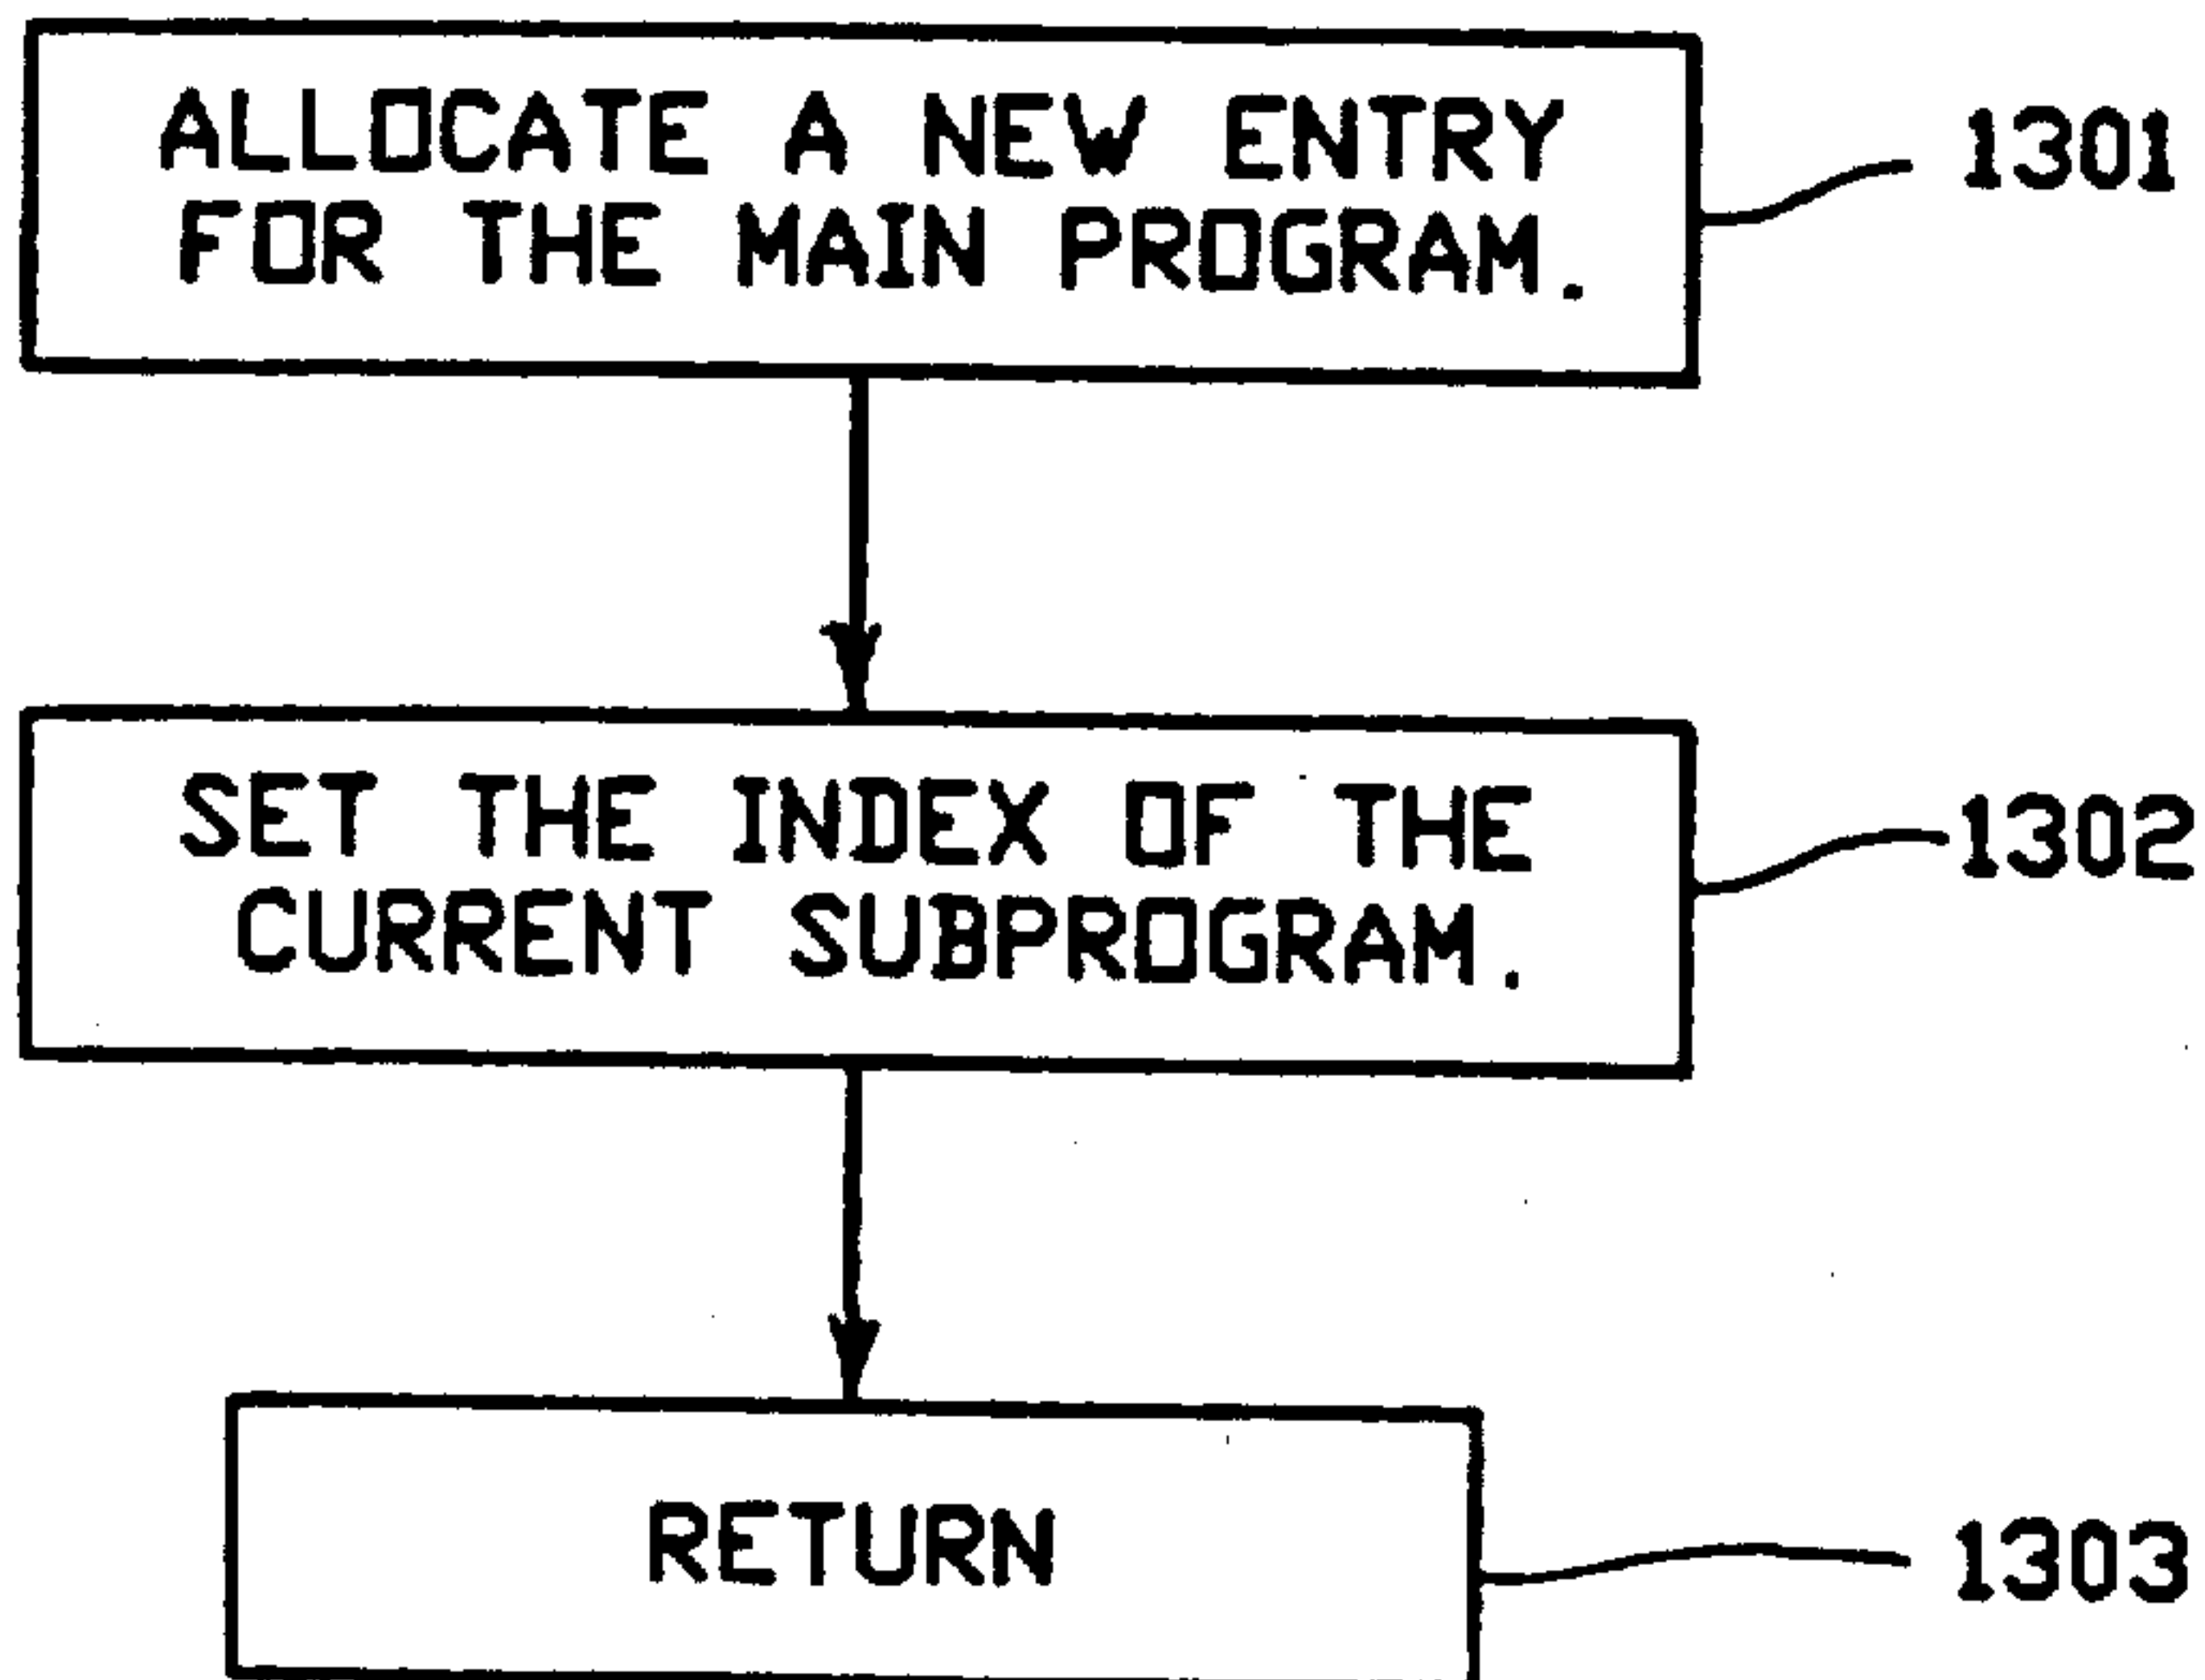 ALLOCATE A NEW ENTRY
FOR THE MAIN PROGRAM.
1301
SET THE INDEX OF THE
CURRENT SUBPROGRAM.
1302
RETURN
1303